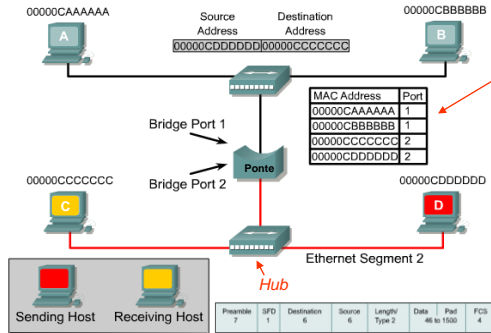 00000CAAAAAA
Source Address
Destination Address
00000CBBBBBB
A
B
00000CDDDDDD 00000CCCCCCC
MAC Address Port
00000CAAAAAA 1
00000CBBBBBB 1
00000CCCCCCC 2
00000CDDDDDD 2
Bridge Port 1
Ponte
Bridge Port 2
00000CCCCCCC
00000CDDDDDD
C
D
Ethernet Segment 2
Hub
Sending Host Receiving Host
Preamble SFD Destination Source Length/ Data Pad FCS
7 1 6 6 Type 2 46 to 1500 4